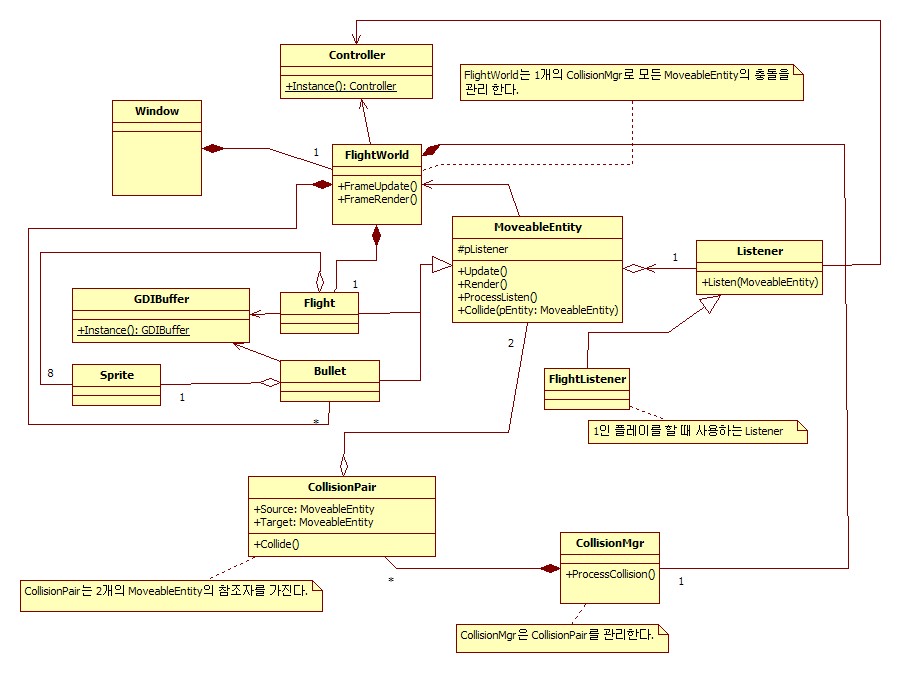 Controller
+Instance(): Controller
FlightWorld는 1개의 CollisionMgr로 모든 MoveableEntity의 충돌을
관리 한다.
Window
1
FlightWorld
+FrameUpdate()
+FrameRender()
MoveableEntity
#pListener
+Update()
+Render()
+ProcessListen()
+Collide(pEntity: MoveableEntity)
1
Listener
+Listen(MoveableEntity)
1
GDIBuffer
+Instance(): GDIBuffer
Flight
2
8
Sprite
1
Bullet
*
FlightListener
1인 플레이를 할 때 사용하는 Listener
CollisionPair
+Source: MoveableEntity
+Target: MoveableEntity
+Collide()
CollisionMgr
+ProcessCollision()
*
1
CollisionPair는 2개의 MoveableEntity의 참조자를 가진다.
CollisionMgr은 CollisionPair를 관리한다.